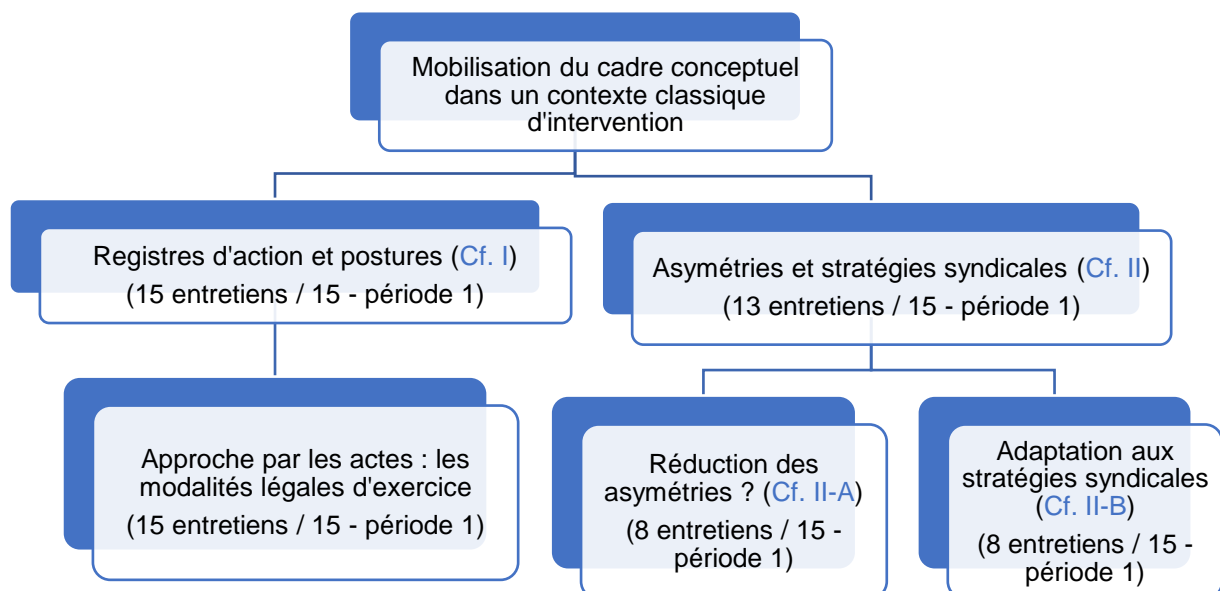 Mobilisation du cadre conceptuel
dans un contexte classique
d'intervention
Registres d'action et postures (Cf. I)
(15 entretiens / 15 - période 1)
Asymétries et stratégies syndicales (Cf. II)
(13 entretiens / 15 - période 1)
Approche par les actes : les
modalités légales d'exercice
(15 entretiens / 15 - période 1)
Réduction des
asymétries ? (Cf. II-A)
(8 entretiens / 15 -
période 1)
Adaptation aux
stratégies syndicales
(Cf. II-B)
(8 entretiens / 15 -
période 1)